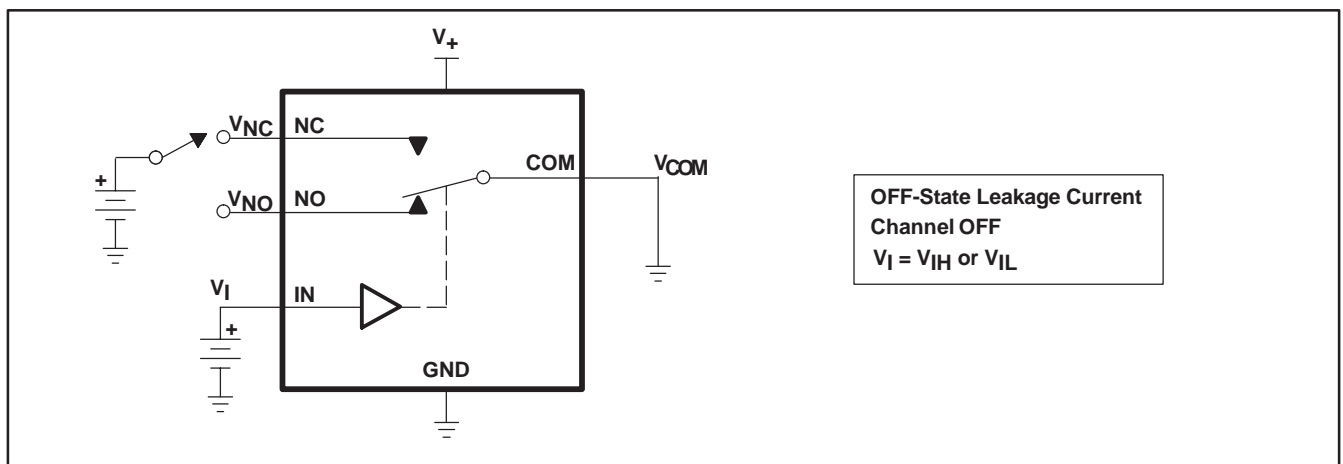 V+
VNC NC
COM VCOM
VNO NO
VI IN
GND
+
+
OFF-State Leakage Current
Channel OFF
VI = VIH or VIL